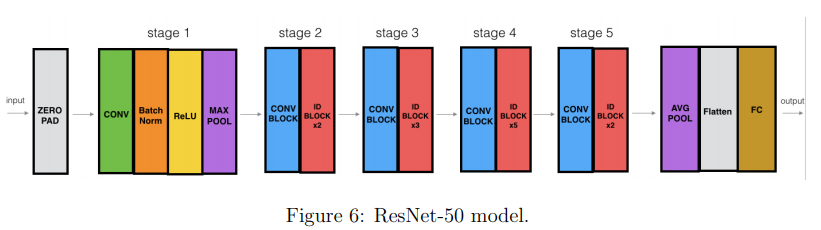 stage 1
stage 2
stage 3
stage 4
stage 5
input
ZERO
PAD
CONV
Batch
Norm
ReLU
MAX
POOL
CONV
BLOCK
ID
BLOCK
x2
CONV
BLOCK
ID
BLOCK
x3
CONV
BLOCK
ID
BLOCK
x5
CONV
BLOCK
ID
BLOCK
x2
AVG
POOL
Flatten
FC
output
Figure 6: ResNet-50 model.